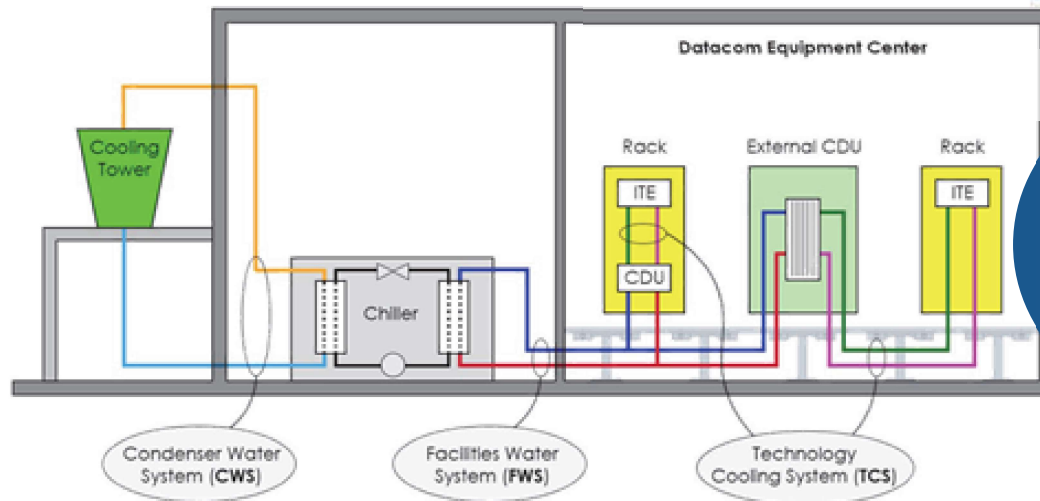 Datacom Equipment Center
Cooling
Tower
Rack
External CDU
Rack
ITE
ITE
CDU
Chiller
Condenser Water
System (CWS)
Facilities Water
System (FWS)
Technology
Cooling System (TCS)